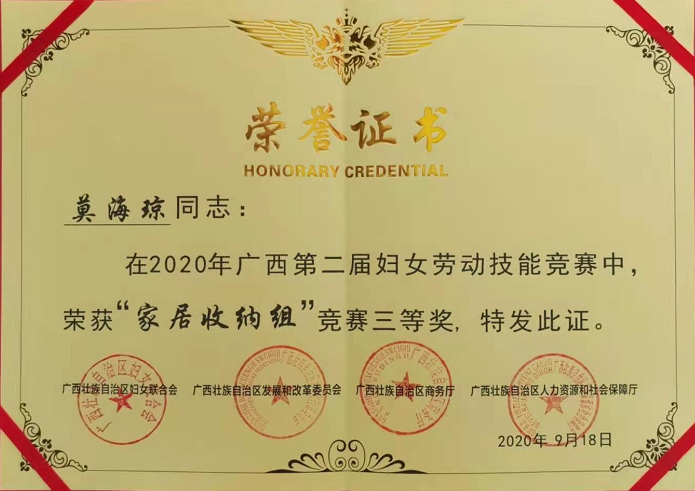 荣誉证书
HONORARY CREDENTIAL
莫海琼同志：
在2020年广西第二届妇女劳动技能竞赛中，
荣获“家居收纳组”竞赛三等奖，特发此证。
广西壮族自治区妇女联合会 广西壮族自治区发展和改革委员会 广西壮族自治区商务厅 广西壮族自治区人力资源和社会保障厅
2020年 9月18日